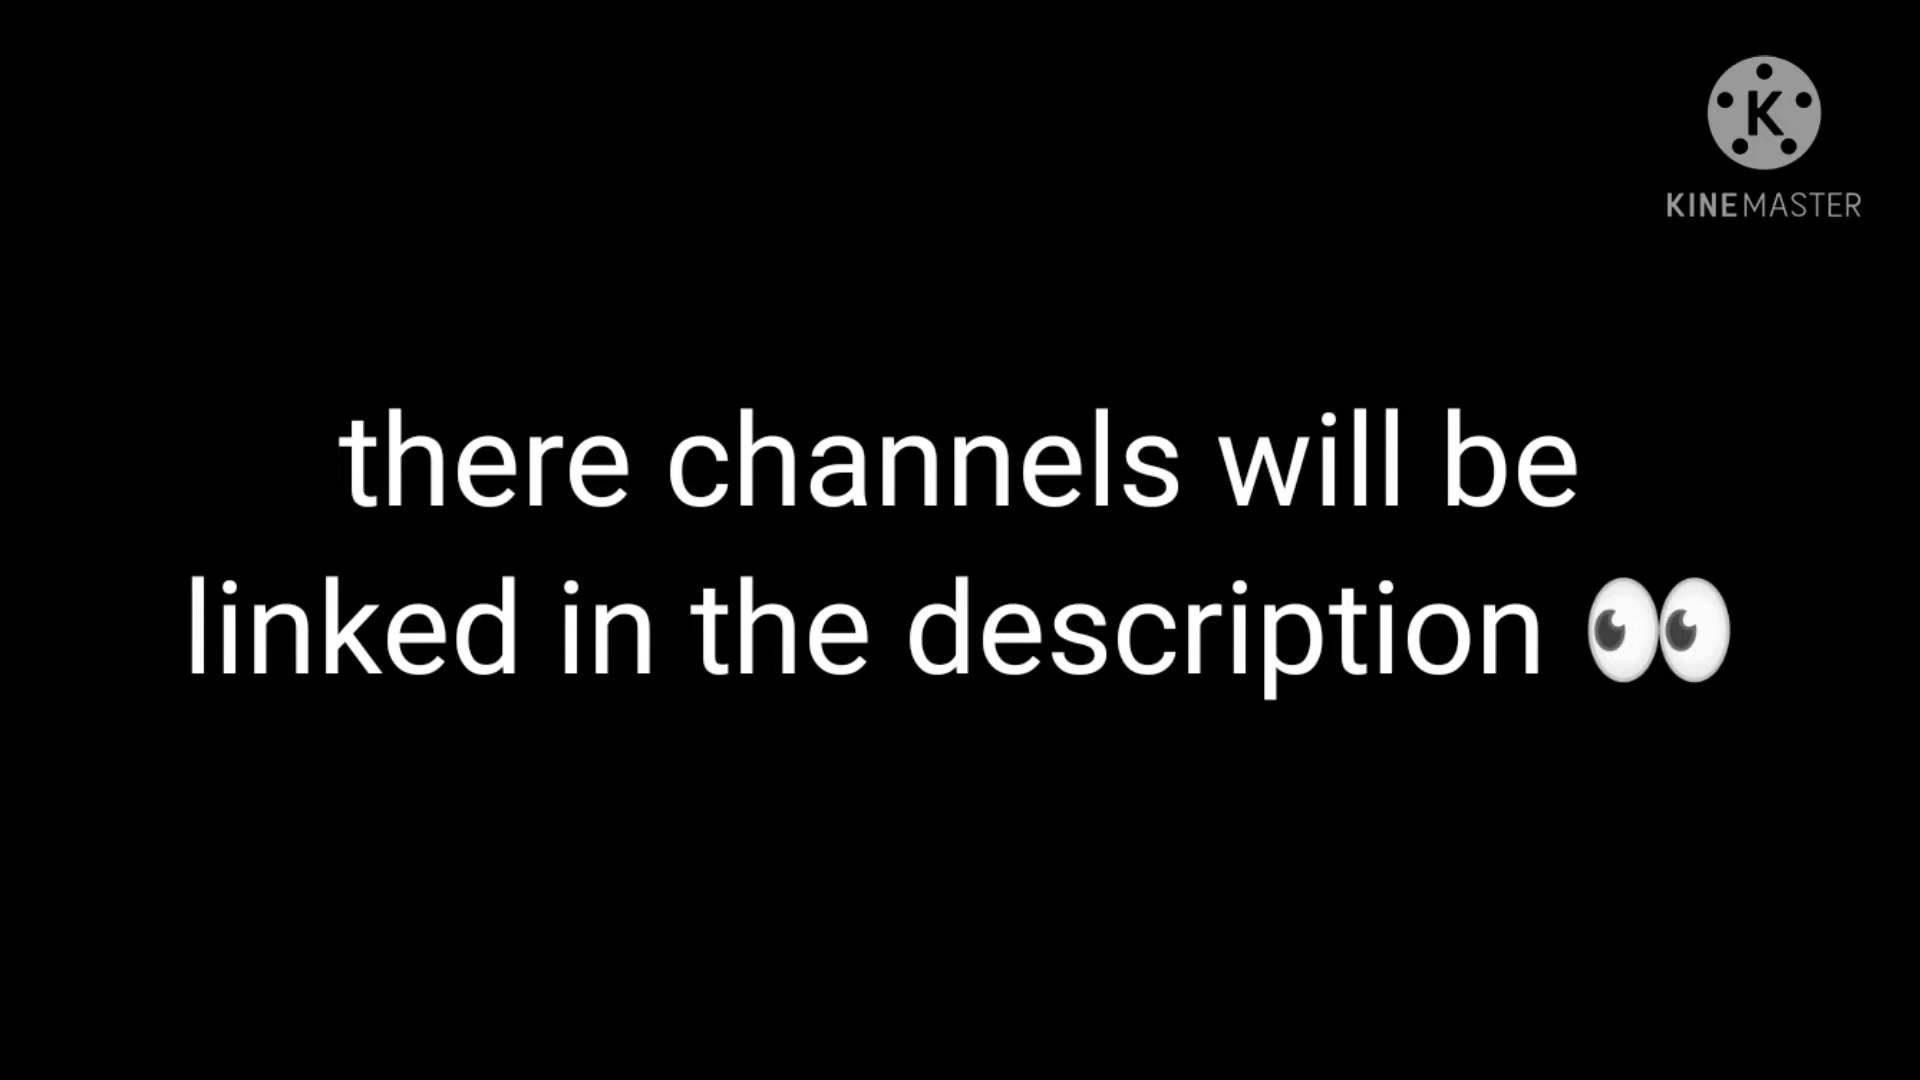 K
KINEMASTER
there channels will be
linked in the description 👀